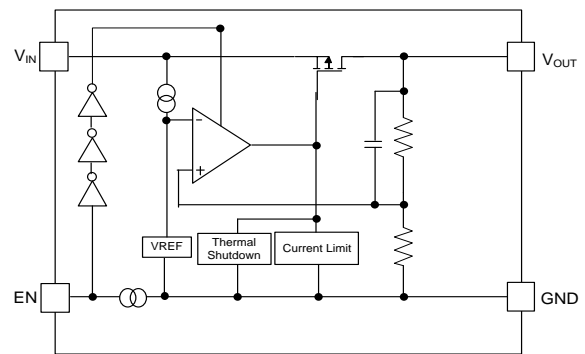 VIN
VOUT
−
+
VREF
Thermal
Shutdown
Current Limit
EN
GND